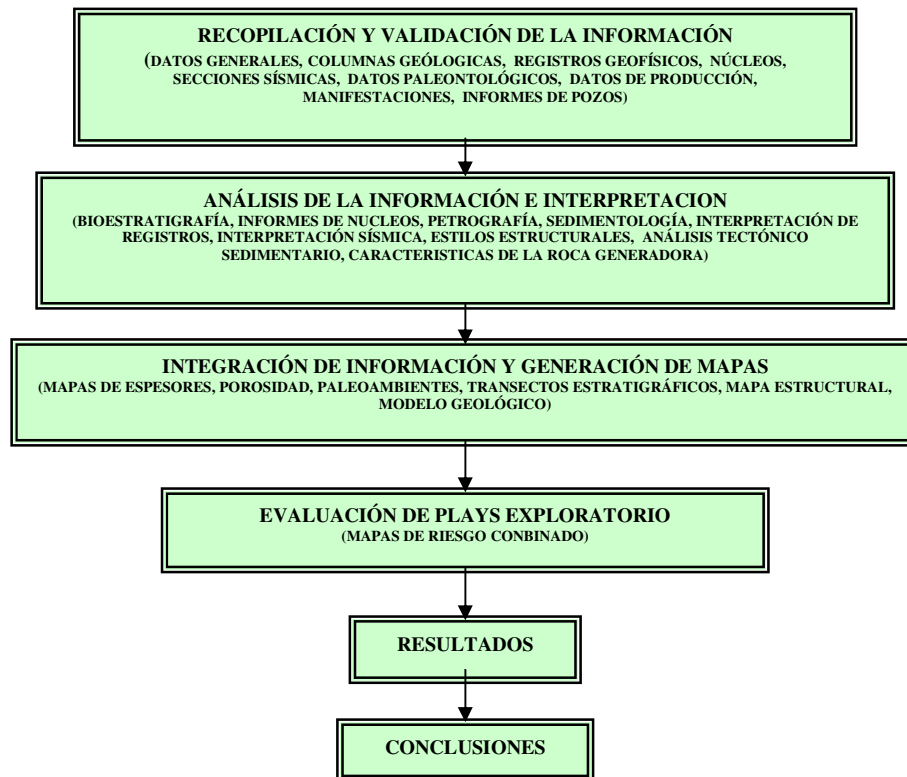 RECOPILACIÓN Y VALIDACIÓN DE LA INFORMACIÓN
(DATOS GENERALES, COLUMNAS GEÓLOGICAS, REGISTROS GEOFÍSICOS, NÚCLEOS,
SECCIONES SÍSMICAS, DATOS PALEONTOLÓGICOS, DATOS DE PRODUCCIÓN,
MANIFESTACIONES, INFORMES DE POZOS)
ANÁLISIS DE LA INFORMACIÓN E INTERPRETACION
(BIOESTRATIGRAFÍA, INFORMES DE NUCLEOS, PETROGRAFÍA, SEDIMENTOLOGÍA, INTERPRETACIÓN DE
REGISTROS, INTERPRETACIÓN SÍSMICA, ESTILOS ESTRUCTURALES, ANÁLISIS TECTÓNICO
SEDIMENTARIO, CARACTERISTICAS DE LA ROCA GENERADORA)
INTEGRACIÓN DE INFORMACIÓN Y GENERACIÓN DE MAPAS
(MAPAS DE ESPESORES, POROSIDAD, PALEOAMBIENTES, TRANSECTOS ESTRATIGRÁFICOS, MAPA ESTRUCTURAL,
MODELO GEOLÓGICO)
EVALUACIÓN DE PLAYS EXPLORATORIO
(MAPAS DE RIESGO CONBINADO)
RESULTADOS
CONCLUSIONES